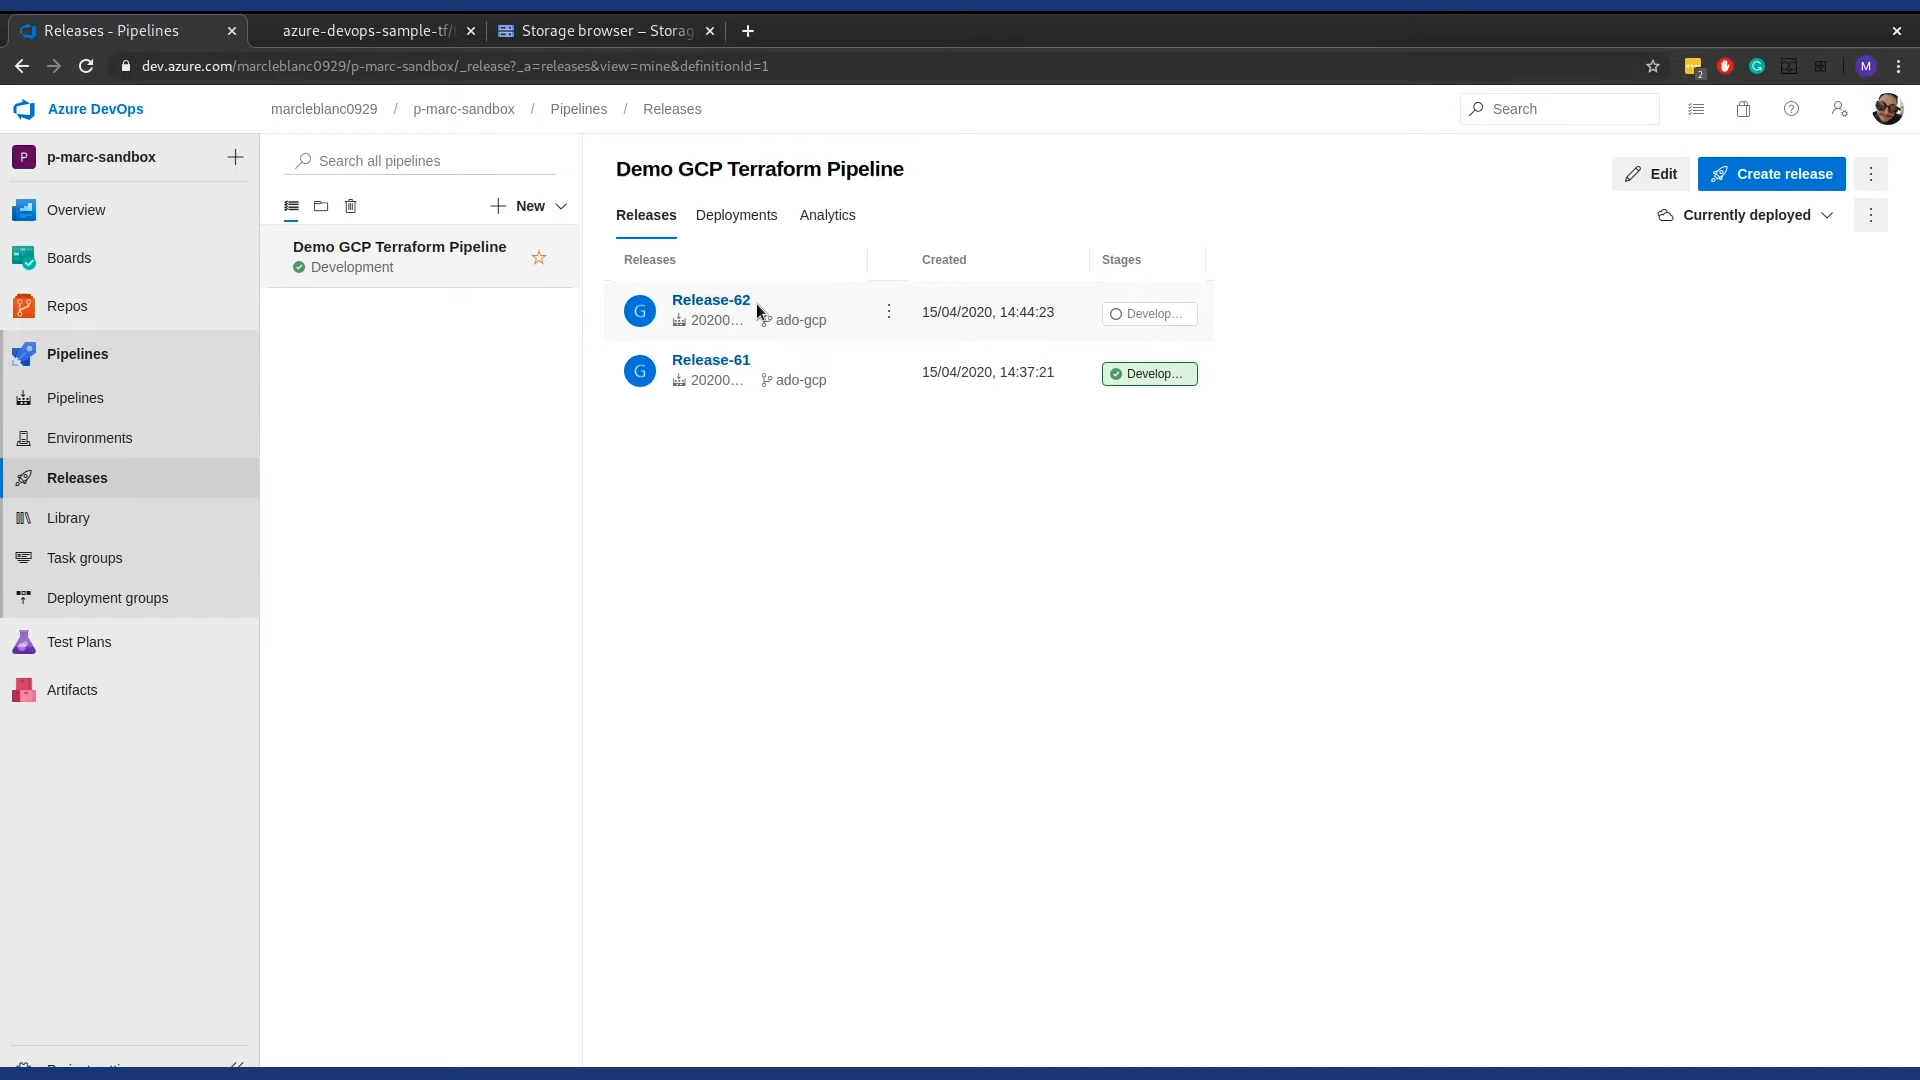 Releases - Pipelines
azure-devops-sample-tf/
Storage browser – Storag
dev.azure.com/marcleblanc0929/p-marc-sandbox/_release?_a=releases&view=mine&definitionId=1
2
M
Azure DevOps
marcleblanc0929 / p-marc-sandbox / Pipelines / Releases
Search
P p-marc-sandbox
Overview
Boards
Repos
Pipelines
Pipelines
Environments
Releases
Library
Task groups
Deployment groups
Test Plans
Artifacts
Search all pipelines
New
Demo GCP Terraform Pipeline
Development
Demo GCP Terraform Pipeline
Edit
Create release
Releases Deployments Analytics
Currently deployed
Releases Created Stages
G Release-62
20200... ado-gcp
15/04/2020, 14:44:23
Develop...
G Release-61
20200... ado-gcp
15/04/2020, 14:37:21
Develop...